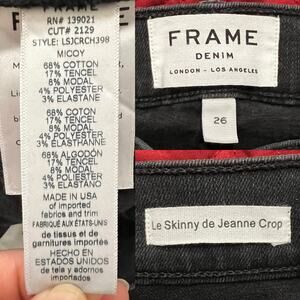 FRAME
RN# 139021
CUT# 2129
STYLE: LSJCRCH398
MICOY
68% COTTON
17% TENCEL
8% MODAL
4% POLYESTER
3% ELASTANE
68% COTON
17% TENCEL
8% MODAL
4% POLYESTER
3% ELASTHANNE
68% ALGODÓN
17% TENCEL
8% MODAL
4% POLIÉSTER
3% ELASTANO
MADE IN USA
of imported
fabrics and trim
FABRIQUÉ AUX ÉTATS-UNIS
de tissus et de
garnitures importés
HECHO EN
ESTADOS UNIDOS
de tela y adornos
importados
FRAME
DENIM
LONDON - LOS ANGELES
26
Le Skinny de Jeanne Crop